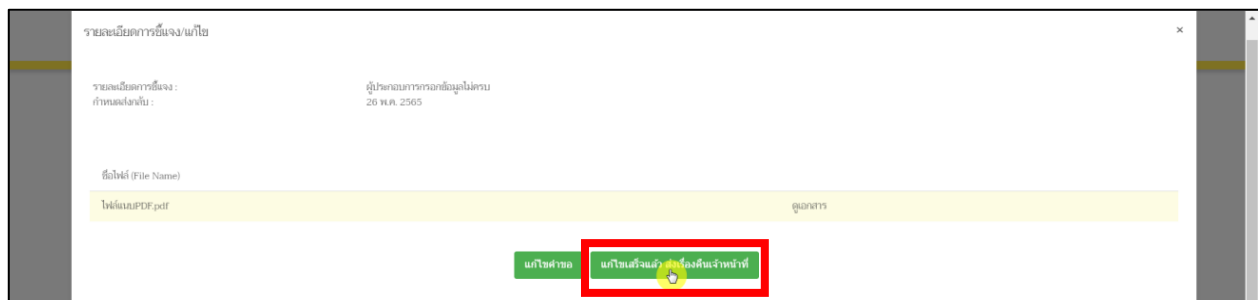 รายละเอียดการชี้แจง/แก้ไข ×
รายละเอียดการชี้แจง : ผู้ประกอบการกรอกข้อมูลไม่ครบ
กำหนดส่งกลับ : 26 พ.ค. 2565
ชื่อไฟล์ (File Name)
ไฟล์แนบPDF.pdf ดูเอกสาร
แก้ไขคำขอ แก้ไขเสร็จแล้ว ส่งเรื่องคืนเจ้าหน้าที่